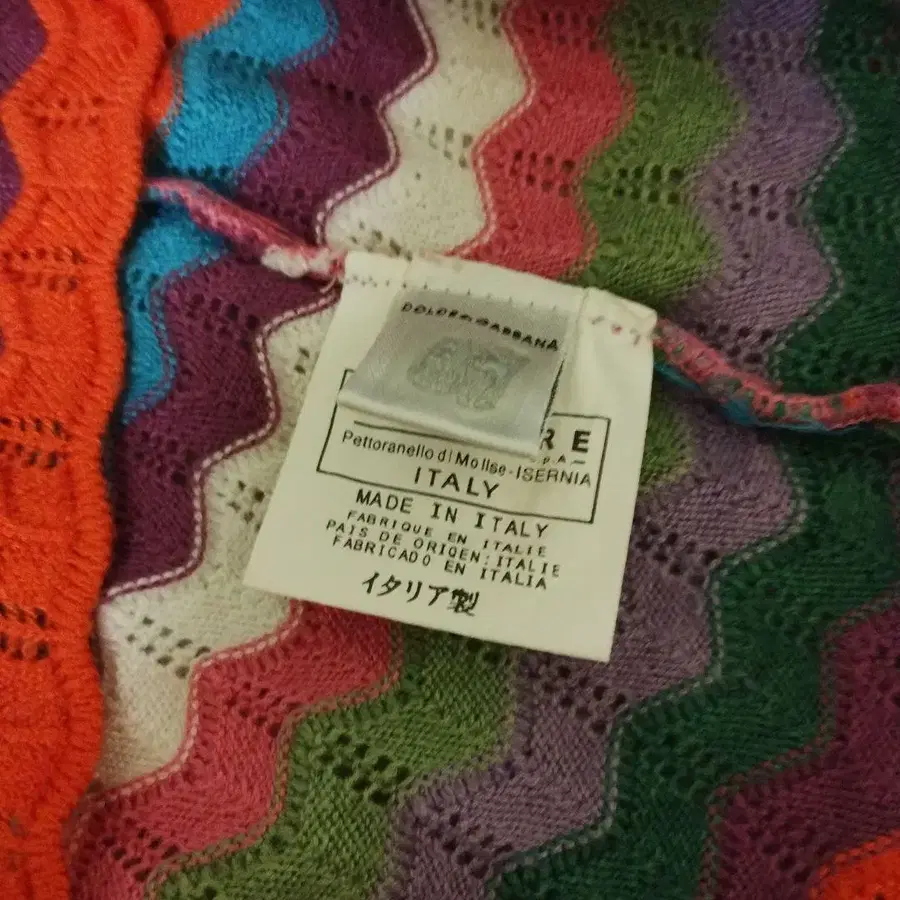 DOLCE&GABBANA
RE
p.A.
Pettoranello di Molise-ISERNIA
ITALY
MADE IN ITALY
FABRIQUE EN ITALIE
PAIS DE ORIGEN:ITALIE
FABRICADO EN ITALIA
イタリア製